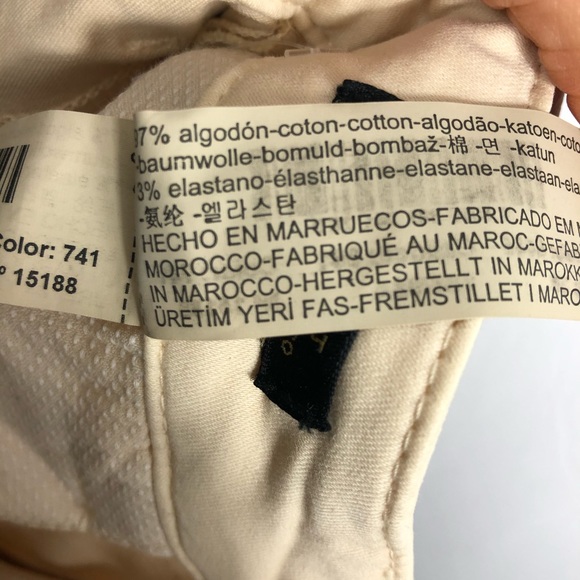 Color: 741
º 15188
97% algodón-coton-cotton-algodão-katoen-coto
-baumwolle-bomuld-bombaž-棉 -면 -katun
3% elastano-élasthanne-elastane-elastaan-ela
-氨纶 -엘라스탄
HECHO EN MARRUECOS-FABRICADO EM M
MOROCCO-FABRIQUÉ AU MAROC-GEFAB
IN MAROCCO-HERGESTELLT IN MAROKK
ÜRETİM YERİ FAS-FREMSTILLET I MARO